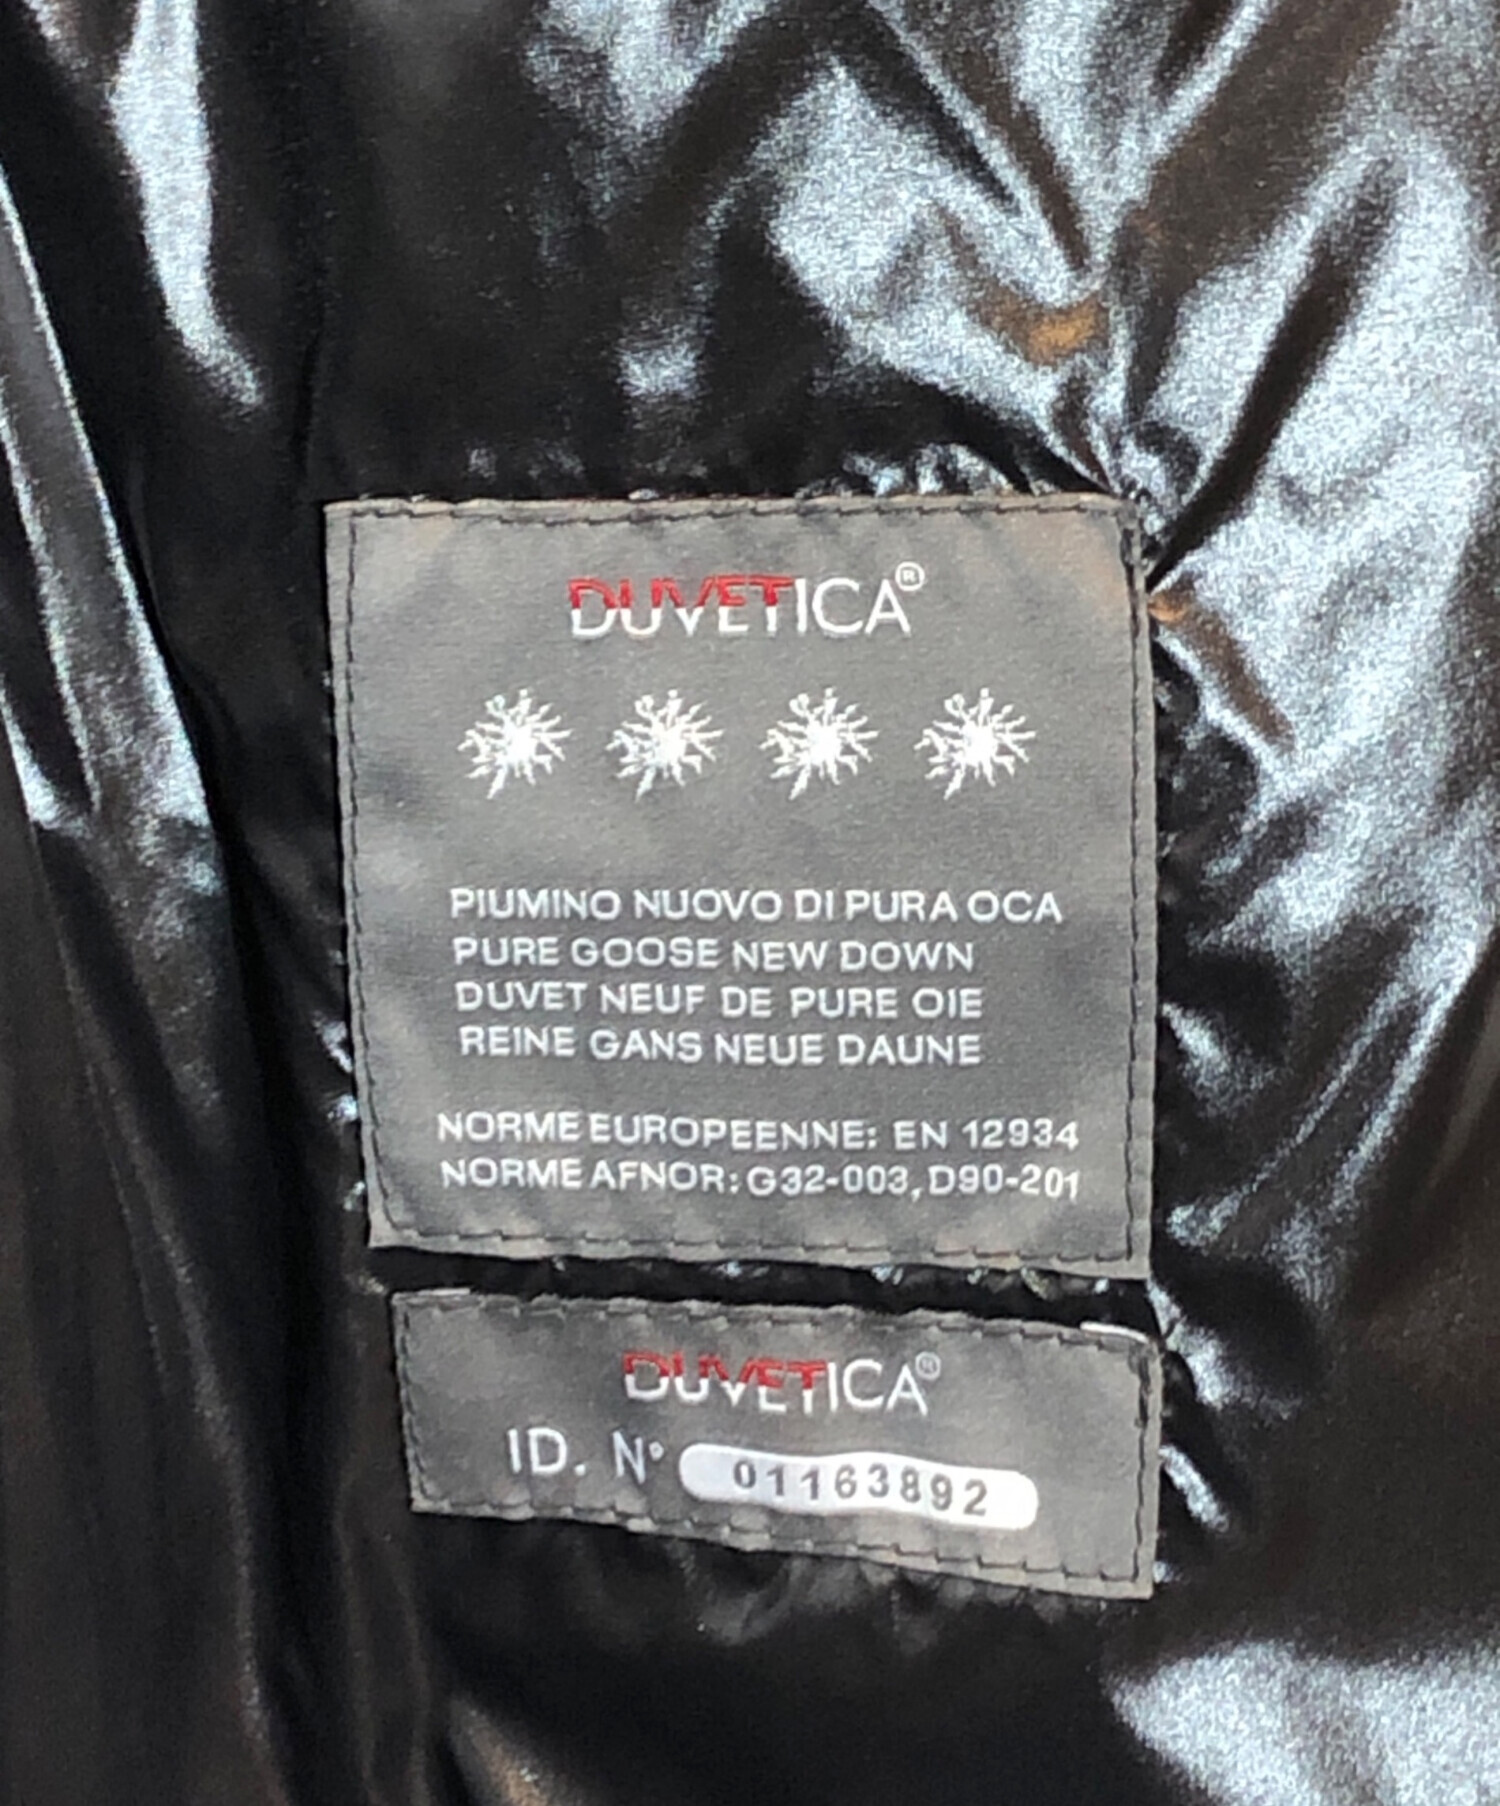 DUVETICA®
PIUMINO NUOVO DI PURA OCA
PURE GOOSE NEW DOWN
DUVET NEUF DE PURE OIE
REINE GANS NEUE DAUNE
NORME EUROPEENNE: EN 12934
NORME AFNOR: G32-003, D90-201
DUVETICA®
ID. N° 01163892